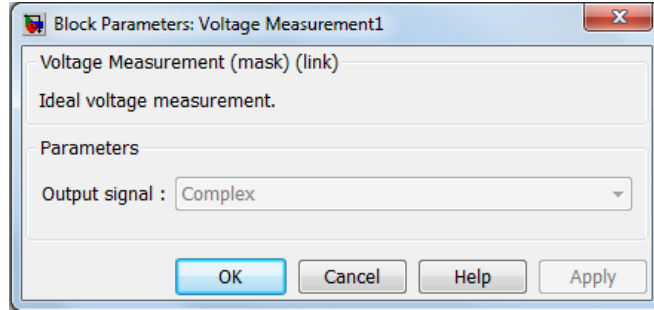 Block Parameters: Voltage Measurement1
Voltage Measurement (mask) (link)
Ideal voltage measurement.
Parameters
Output signal : Complex
OK Cancel Help Apply